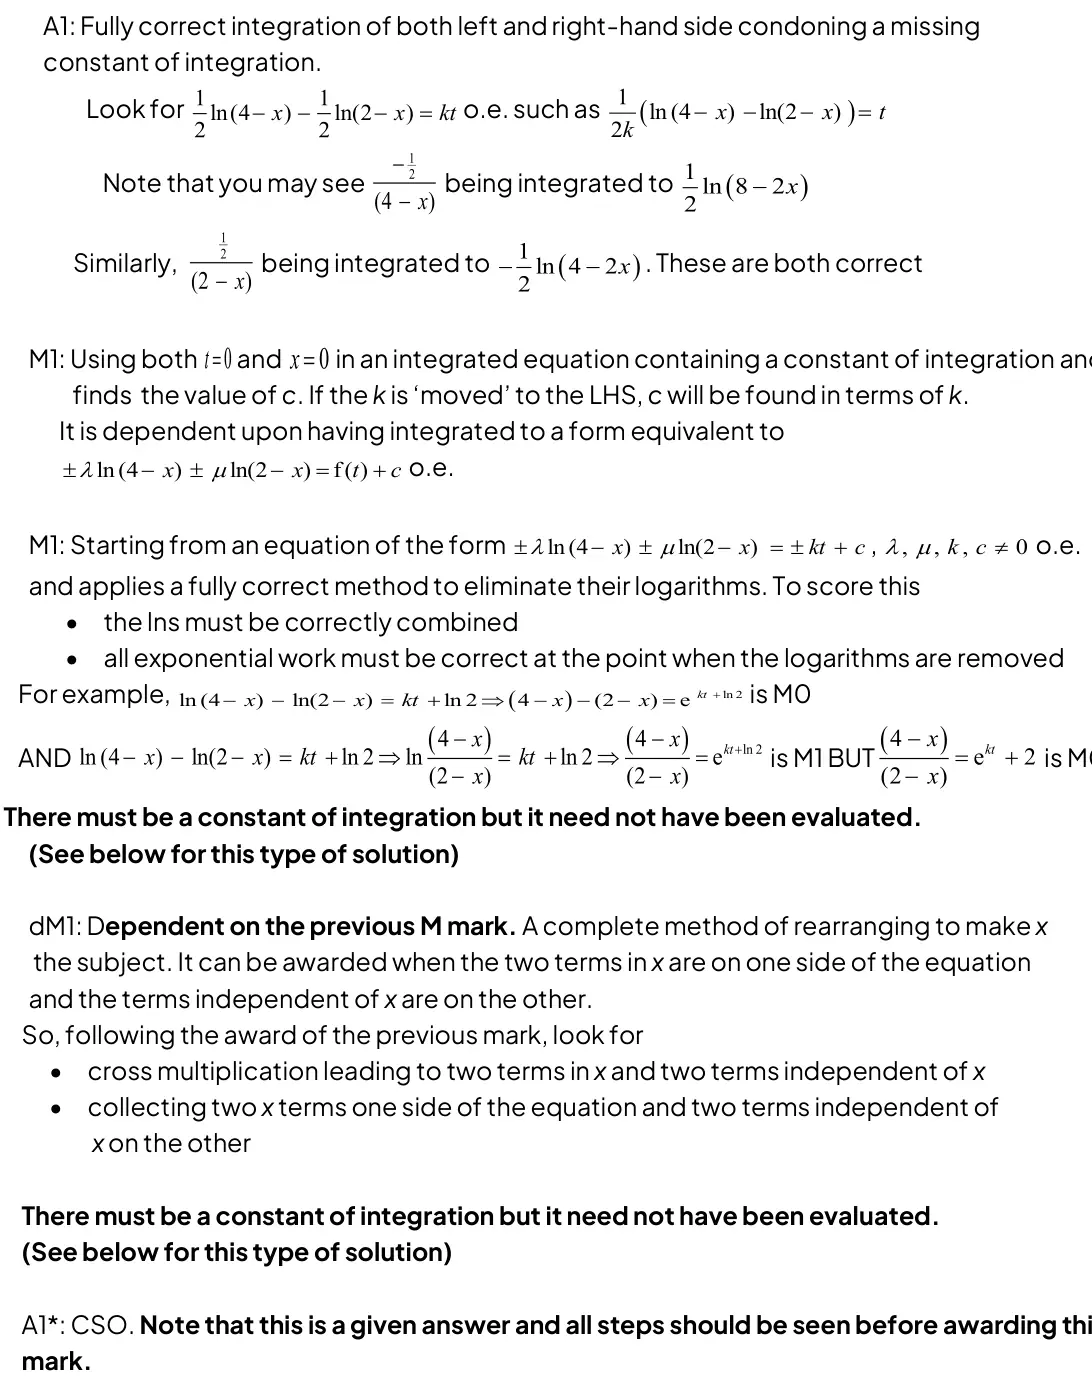 A1: Fully correct integration of both left and right-hand side condoning a missing
constant of integration.
Look for 1/2 ln(4 – x) – 1/2 ln(2 – x) = kt o.e. such as 1/2k (ln(4 – x) – ln(2 – x)) = t
Note that you may see –1/2/(4 – x) being integrated to 1/2 ln(8 – 2x)
Similarly, 1/2/(2 – x) being integrated to –1/2 ln(4 – 2x). These are both correct
M1: Using both t=0 and x=0 in an integrated equation containing a constant of integration and
finds the value of c. If the k is ‘moved’ to the LHS, c will be found in terms of k.
It is dependent upon having integrated to a form equivalent to
±λ ln(4 – x) ± μ ln(2 – x) = f(t) + c o.e.
M1: Starting from an equation of the form ±λ ln(4 – x) ± μ ln(2 – x) = ± kt + c , λ, μ, k, c ≠ 0 o.e.
and applies a fully correct method to eliminate their logarithms. To score this
• the lns must be correctly combined
• all exponential work must be correct at the point when the logarithms are removed
For example, ln(4 – x) – ln(2 – x) = kt + ln 2 ⇒ (4 – x) – (2 – x) = e^(kt + ln 2) is M0
AND ln(4 – x) – ln(2 – x) = kt + ln 2 ⇒ ln (4 – x)/(2 – x) = kt + ln 2 ⇒ (4 – x)/(2 – x) = e^(kt+ln 2) is M1 BUT (4 – x)/(2 – x) = e^(kt) + 2 is M0
There must be a constant of integration but it need not have been evaluated.
(See below for this type of solution)
dM1: Dependent on the previous M mark. A complete method of rearranging to make x
the subject. It can be awarded when the two terms in x are on one side of the equation
and the terms independent of x are on the other.
So, following the award of the previous mark, look for
• cross multiplication leading to two terms in x and two terms independent of x
• collecting two x terms one side of the equation and two terms independent of
x on the other
There must be a constant of integration but it need not have been evaluated.
(See below for this type of solution)
A1*: CSO. Note that this is a given answer and all steps should be seen before awarding thi
mark.